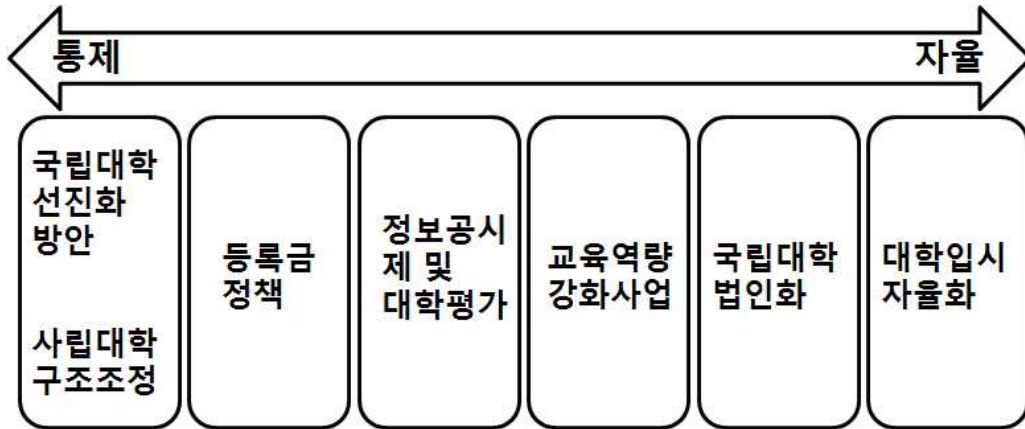 통제
자율
국립대학
선진화
방안
사립대학
구조조정
등록금
정책
정보공시
제 및
대학평가
교육역량
강화사업
국립대학
법인화
대학입시
자율화